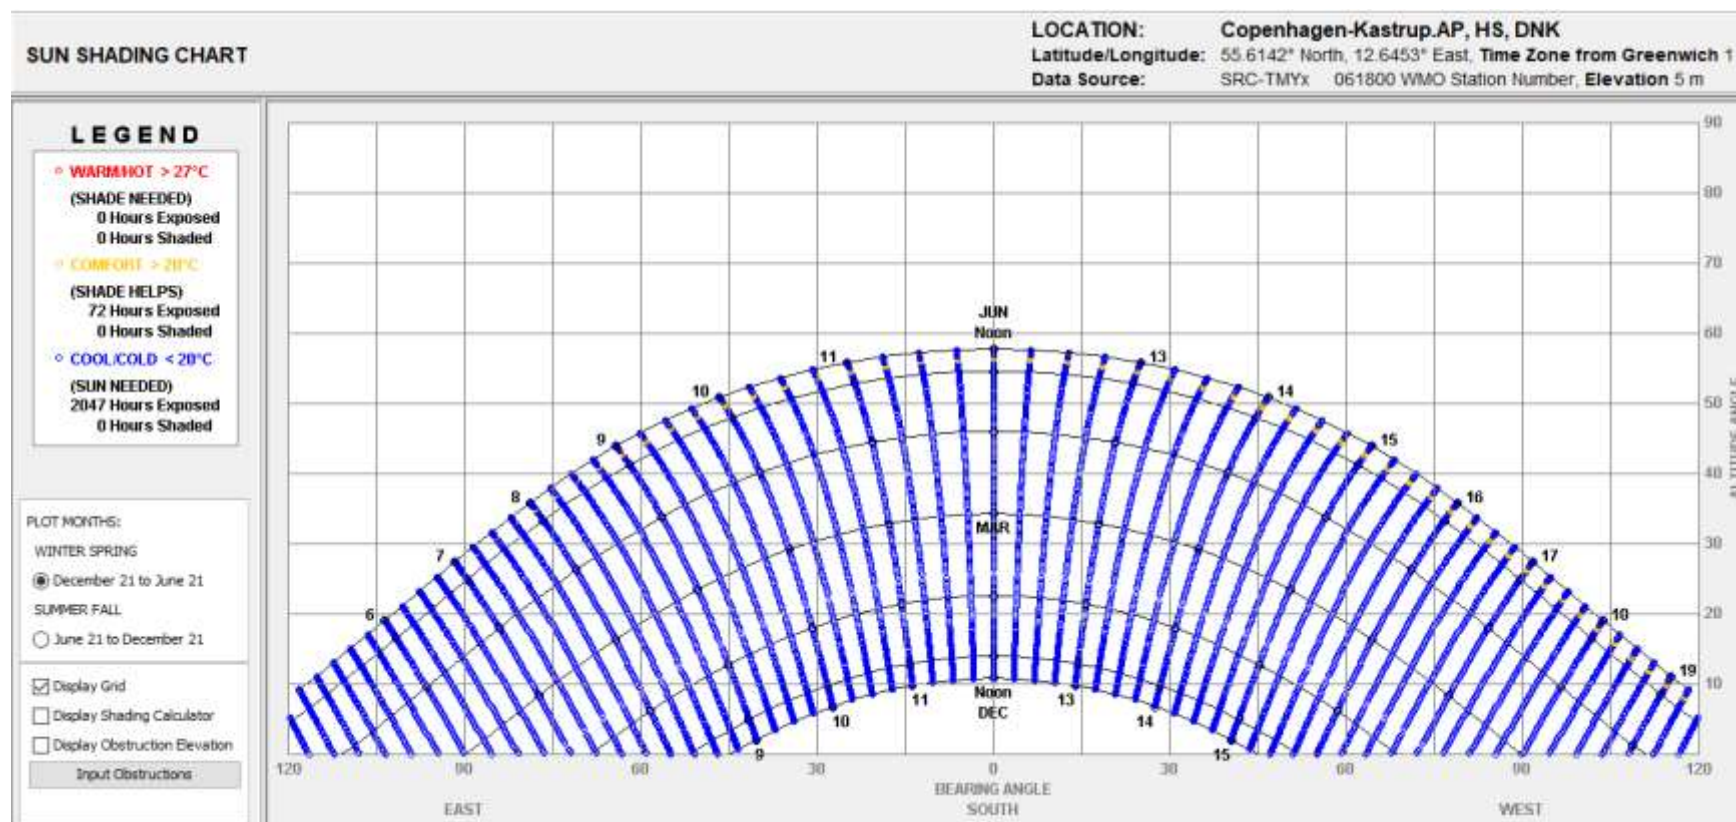 SUN SHADING CHART
LOCATION: Copenhagen-Kastrup.AP, HS, DNK
Latitude/Longitude: 55.6142° North, 12.6453° East, Time Zone from Greenwich 1
Data Source: SRC-TMYx 061800 WMO Station Number, Elevation 5 m
LEGEND
WARM/HOT > 27°C
(SHADE NEEDED)
0 Hours Exposed
0 Hours Shaded
COMFORT > 20°C
(SHADE HELPS)
72 Hours Exposed
0 Hours Shaded
COOL/COLD < 20°C
(SUN NEEDED)
2047 Hours Exposed
0 Hours Shaded
PLOT MONTHS:
WINTER SPRING
December 21 to June 21
SUMMER FALL
June 21 to December 21
Display Grid
Display Shading Calculator
Display Obstruction Elevation
Input Obstructions
90
80
70
60
50
40
30
20
10
ALTITUDE ANGLE
JUN
Noon
11
13
10
14
9
15
8
16
7
17
6
18
19
MAR
Noon
DEC
11
13
10
14
9
15
120 90 60 30 0 30 60 90 120
BEARING ANGLE
EAST SOUTH WEST